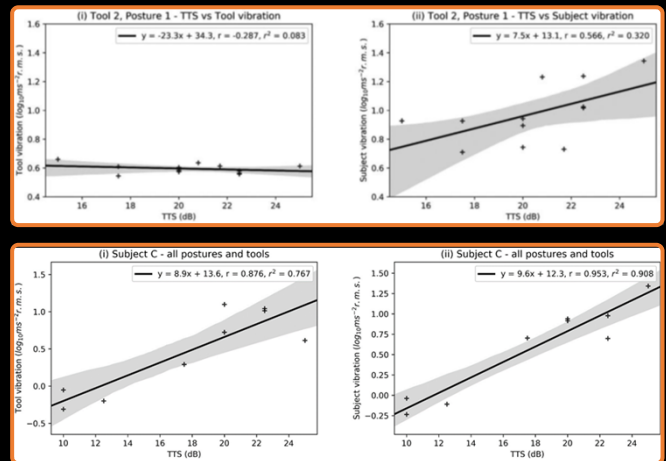 (i) Tool 2, Posture 1 - TTS vs Tool vibration
y = -23.3x + 34.3, r = -0.287, r² = 0.083
Tool vibration (log₁₀ms⁻²r.m.s.)
1.6
1.4
1.2
1.0
0.8
0.6
0.4
16 18 20 22 24
TTS (dB)
(ii) Tool 2, Posture 1 - TTS vs Subject vibration
y = 7.5x + 13.1, r = 0.566, r² = 0.320
Subject vibration (log₁₀ms⁻²r.m.s.)
1.6
1.4
1.2
1.0
0.8
0.6
0.4
16 18 20 22 24
TTS (dB)
(i) Subject C - all postures and tools
y = 8.9x + 13.6, r = 0.876, r² = 0.767
Tool vibration (log₁₀ms⁻²r.m.s.)
1.5
1.0
0.5
0.0
−0.5
10 12 14 16 18 20 22 24
TTS (dB)
(ii) Subject C - all postures and tools
y = 9.6x + 12.3, r = 0.953, r² = 0.908
Subject vibration (log₁₀ms⁻²r.m.s.)
1.50
1.25
1.00
0.75
0.50
0.25
0.00
−0.25
10 12 14 16 18 20 22 24
TTS (dB)